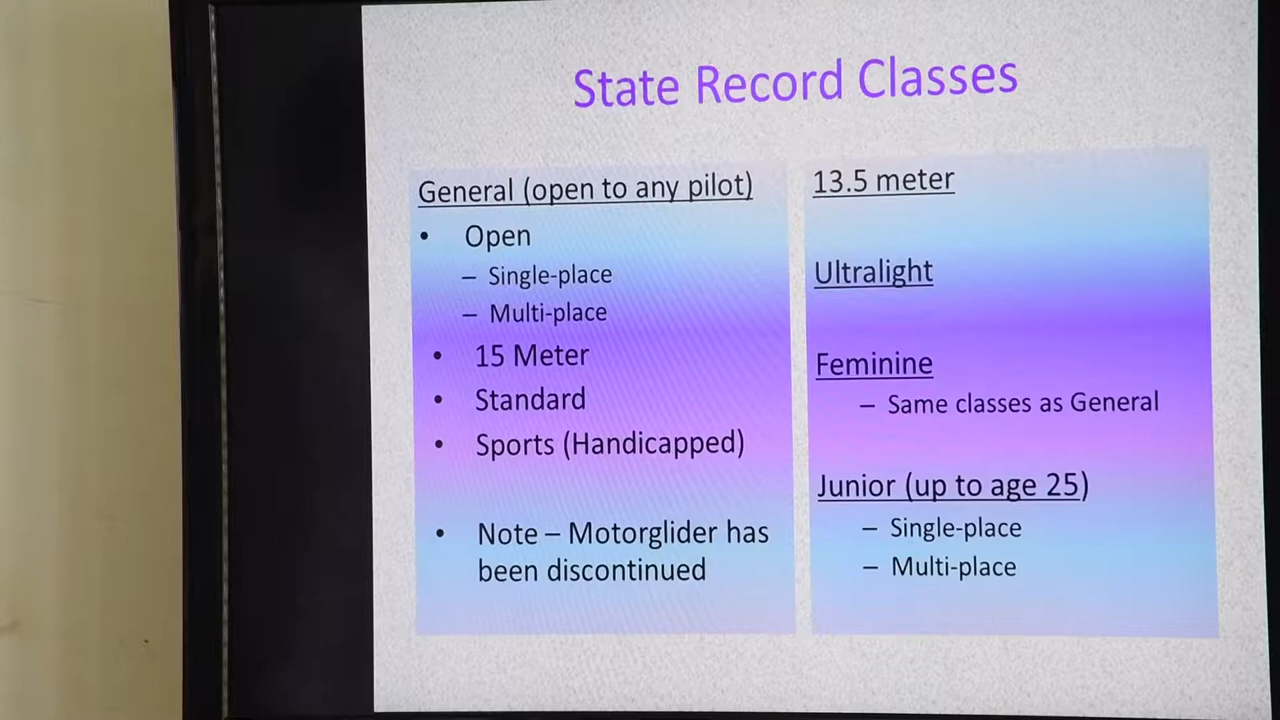 State Record Classes
General (open to any pilot)
• Open
– Single-place
– Multi-place
• 15 Meter
• Standard
• Sports (Handicapped)
• Note – Motorglider has
been discontinued
13.5 meter
Ultralight
Feminine
– Same classes as General
Junior (up to age 25)
– Single-place
– Multi-place